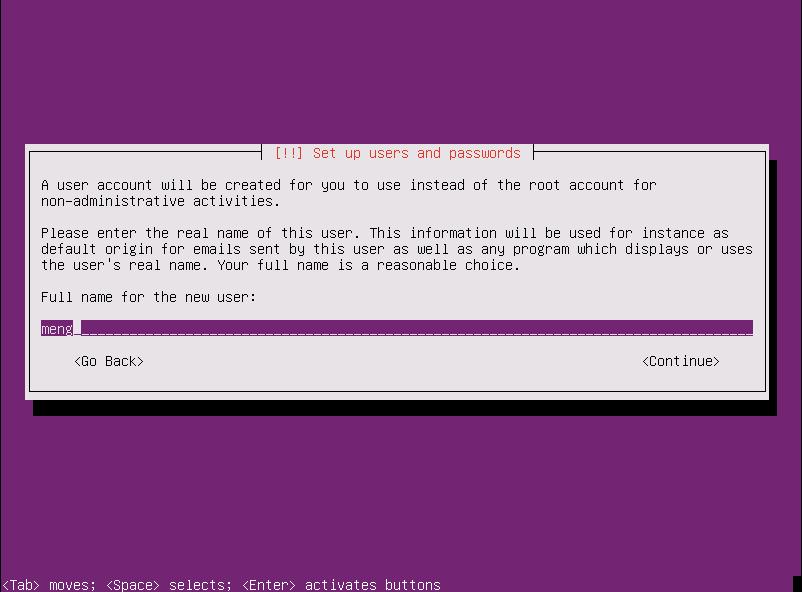 [!!] Set up users and passwords
A user account will be created for you to use instead of the root account for
non-administrative activities.
Please enter the real name of this user. This information will be used for instance as
default origin for emails sent by this user as well as any program which displays or uses
the user's real name. Your full name is a reasonable choice.
Full name for the new user:
meng
<Go Back> <Continue>
<Tab> moves; <Space> selects; <Enter> activates buttons